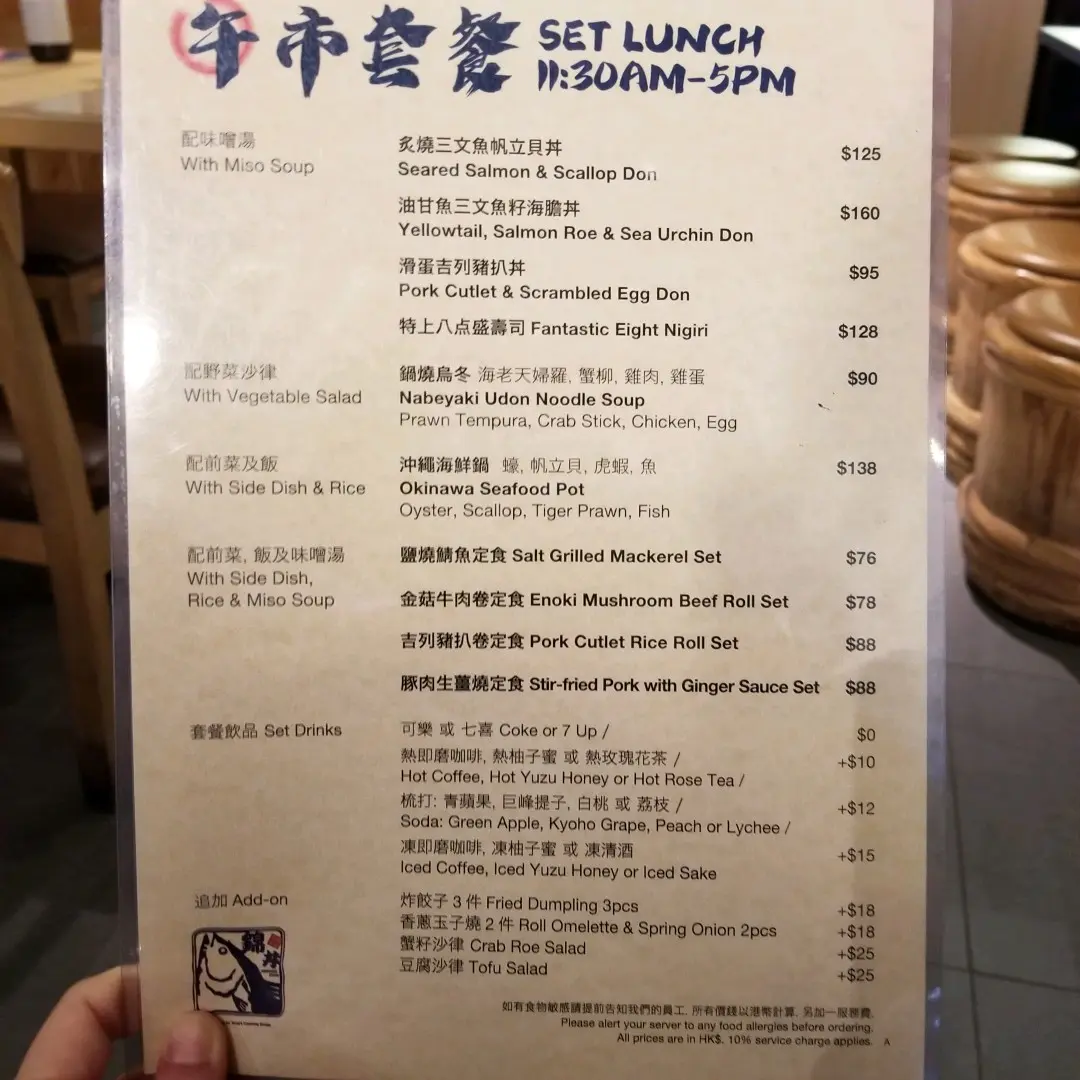 午市套餐 SET LUNCH
11:30AM-5PM
配味噌湯
With Miso Soup
炙燒三文魚帆立貝丼
Seared Salmon & Scallop Don
$125
油甘魚三文魚籽海膽丼
Yellowtail, Salmon Roe & Sea Urchin Don
$160
滑蛋吉列豬扒丼
Pork Cutlet & Scrambled Egg Don
$95
特上八点盛壽司 Fantastic Eight Nigiri
$128
配野菜沙律
With Vegetable Salad
鍋燒烏冬 海老天婦羅, 蟹柳, 雞肉, 雞蛋
Nabeyaki Udon Noodle Soup
Prawn Tempura, Crab Stick, Chicken, Egg
$90
配前菜及飯
With Side Dish & Rice
沖繩海鮮鍋 蠔, 帆立貝, 虎蝦, 魚
Okinawa Seafood Pot
Oyster, Scallop, Tiger Prawn, Fish
$138
配前菜, 飯及味噌湯
With Side Dish,
Rice & Miso Soup
鹽燒鯖魚定食 Salt Grilled Mackerel Set
$76
金菇牛肉卷定食 Enoki Mushroom Beef Roll Set
$78
吉列豬扒卷定食 Pork Cutlet Rice Roll Set
$88
豚肉生薑燒定食 Stir-fried Pork with Ginger Sauce Set
$88
套餐飲品 Set Drinks
可樂 或 七喜 Coke or 7 Up /
$0
熱即磨咖啡, 熱柚子蜜 或 熱玫瑰花茶 /
Hot Coffee, Hot Yuzu Honey or Hot Rose Tea /
+$10
梳打: 青蘋果, 巨峰提子, 白桃 或 荔枝 /
Soda: Green Apple, Kyoho Grape, Peach or Lychee /
+$12
凍即磨咖啡, 凍柚子蜜 或 凍清酒
Iced Coffee, Iced Yuzu Honey or Iced Sake
+$15
追加 Add-on
炸餃子 3 件 Fried Dumpling 3pcs
+$18
香蔥玉子燒 2 件 Roll Omelette & Spring Onion 2pcs
+$18
蟹籽沙律 Crab Roe Salad
+$25
豆腐沙律 Tofu Salad
+$25
錦丼
如有食物敏感請提前告知我們的員工. 所有價錢以港幣計算, 另加一服務費.
Please alert your server to any food allergies before ordering.
All prices are in HK$. 10% service charge applies. A